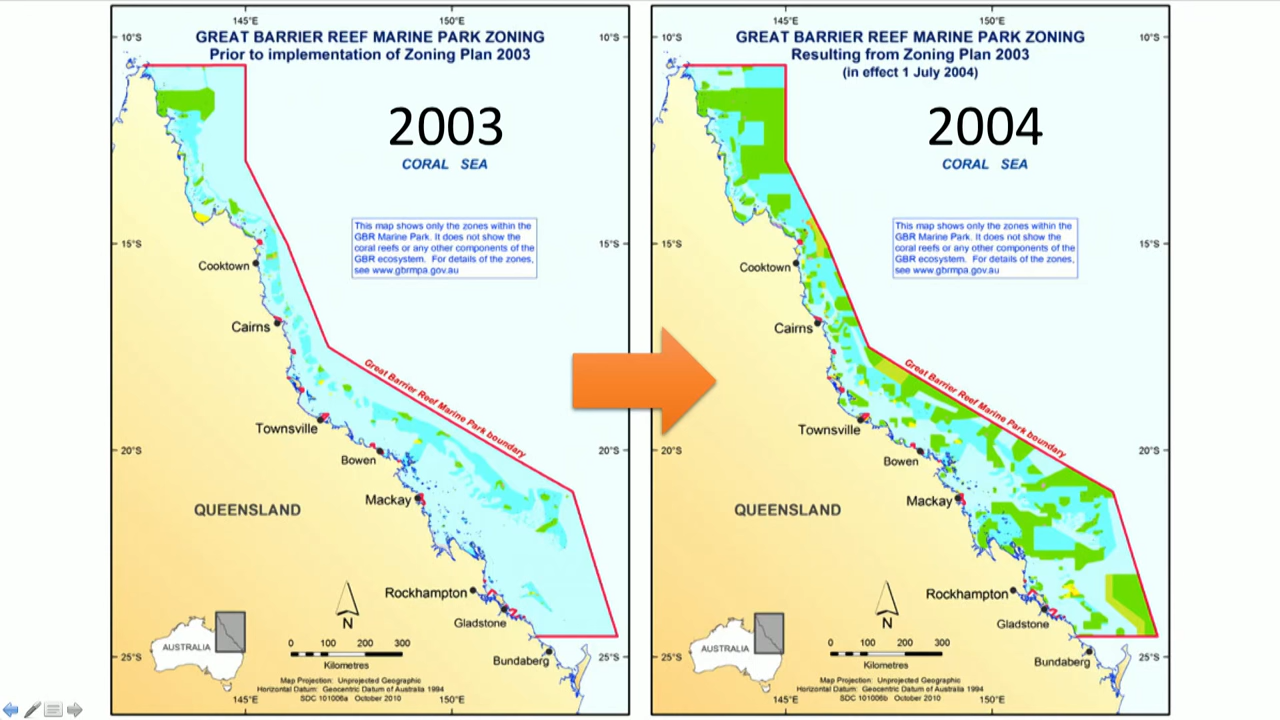 145°E 150°E
10°S 10°S
GREAT BARRIER REEF MARINE PARK ZONING
Prior to implementation of Zoning Plan 2003
2003
CORAL SEA
This map shows only the zones within the
GBR Marine Park. It does not show the
coral reefs or any other components of the
GBR ecosystem. For details of the zones,
see www.gbrmpa.gov.au
15°S
Cooktown
Cairns
Great Barrier Reef Marine Park boundary
Townsville
20°S
Bowen
Mackay
QUEENSLAND
Rockhampton
Gladstone
N
AUSTRALIA
0 100 200 300
Kilometres
Bundaberg
25°S 25°S
Map Projection: Unprojected Geographic
Horizontal Datum: Geocentric Datum of Australia 1994
SDC 101006a October 2010
145°E 150°E
145°E 150°E
10°S
GREAT BARRIER REEF MARINE PARK ZONING
Resulting from Zoning Plan 2003
(in effect 1 July 2004)
2004
CORAL SEA
This map shows only the zones within the
GBR Marine Park. It does not show the
coral reefs or any other components of the
GBR ecosystem. For details of the zones,
see www.gbrmpa.gov.au
15°S 15°S
Cooktown
Cairns
Great Barrier Reef Marine Park boundary
Townsville
20°S 20°S
Bowen
Mackay
QUEENSLAND
Rockhampton
Gladstone
N
AUSTRALIA
0 100 200 300
Kilometres
Bundaberg
25°S
Map Projection: Unprojected Geographic
Horizontal Datum: Geocentric Datum of Australia 1994
SDC 101006b October 2010
145°E 150°E